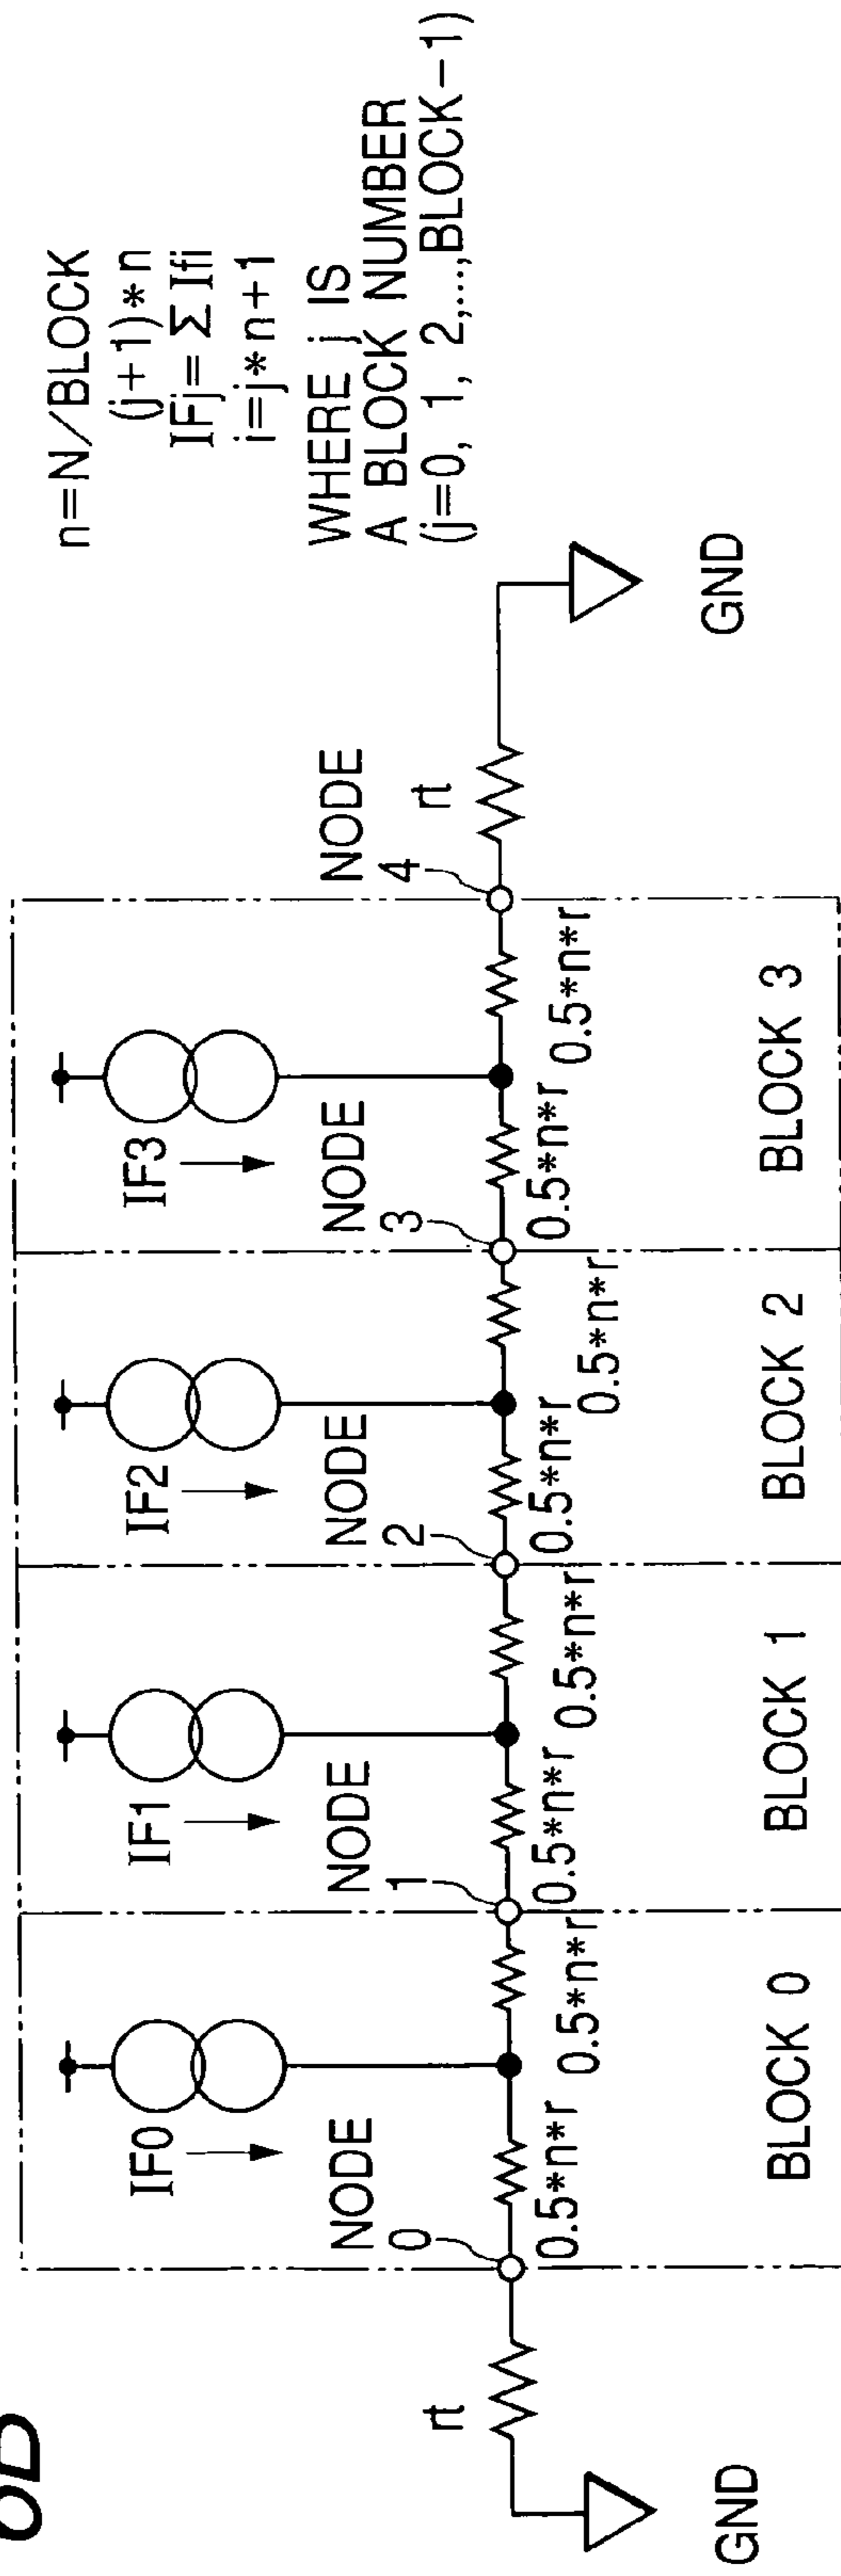 n=N/BLOCK
(j+1)*n
IFj= Σ Ifi
i=j*n+1
WHERE j IS
A BLOCK NUMBER
(j=0, 1, 2,...,BLOCK-1)
IF0
IF1
IF2
IF3
NODE
0
NODE
1
NODE
2
NODE
3
NODE
4
rt
0.5*n*r
0.5*n*r
0.5*n*r
0.5*n*r
0.5*n*r
0.5*n*r
0.5*n*r
0.5*n*r
rt
GND
BLOCK 0
BLOCK 1
BLOCK 2
BLOCK 3
GND